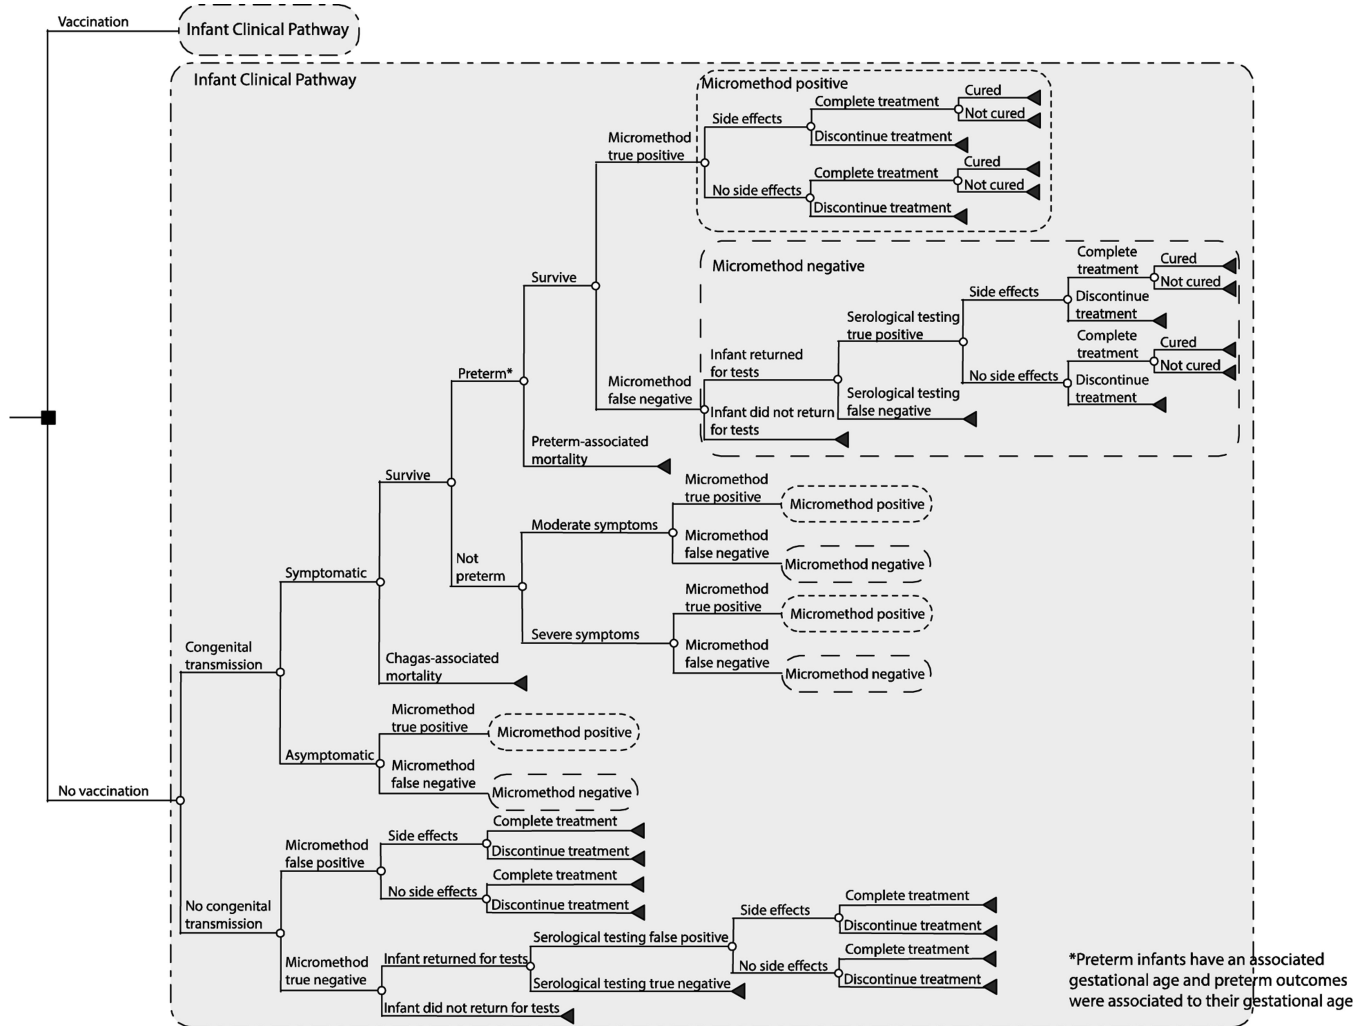 Vaccination
Infant Clinical Pathway
Infant Clinical Pathway
Micromethod positive
Micromethod
true positive
Side effects
Complete treatment
Cured
Not cured
Discontinue treatment
No side effects
Complete treatment
Cured
Not cured
Discontinue treatment
Survive
Micromethod negative
Micromethod
false negative
Infant returned
for tests
Serological testing
true positive
Side effects
Complete
treatment
Cured
Not cured
Discontinue
treatment
No side effects
Complete
treatment
Cured
Not cured
Discontinue
treatment
Serological testing
false negative
Infant did not return
for tests
Preterm*
Preterm-associated
mortality
Survive
Not
preterm
Moderate symptoms
Micromethod
true positive
Micromethod positive
Micromethod
false negative
Micromethod negative
Severe symptoms
Micromethod
true positive
Micromethod positive
Micromethod
false negative
Micromethod negative
Symptomatic
Chagas-associated
mortality
Congenital
transmission
Asymptomatic
Micromethod
true positive
Micromethod positive
Micromethod
false negative
Micromethod negative
No vaccination
No congenital
transmission
Micromethod
false positive
Side effects
Complete treatment
Discontinue treatment
No side effects
Complete treatment
Discontinue treatment
Micromethod
true negative
Infant returned for tests
Serological testing false positive
Side effects
Complete treatment
Discontinue treatment
No side effects
Complete treatment
Discontinue treatment
Serological testing true negative
Infant did not return for tests
*Preterm infants have an associated
gestational age and preterm outcomes
were associated to their gestational age